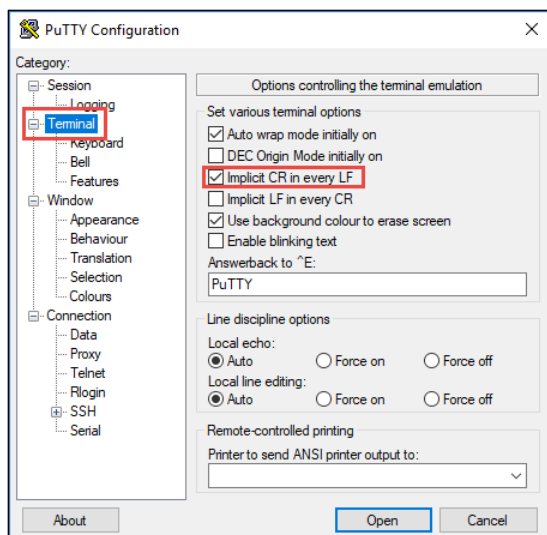 PuTTY Configuration
Category:
Session
Logging
Terminal
Keyboard
Bell
Features
Window
Appearance
Behaviour
Translation
Selection
Colours
Connection
Data
Proxy
Telnet
Rlogin
SSH
Serial
Options controlling the terminal emulation
Set various terminal options
Auto wrap mode initially on
DEC Origin Mode initially on
Implicit CR in every LF
Implicit LF in every CR
Use background colour to erase screen
Enable blinking text
Answerback to ^E:
PuTTY
Line discipline options
Local echo:
Auto Force on Force off
Local line editing:
Auto Force on Force off
Remote-controlled printing
Printer to send ANSI printer output to:
About Open Cancel